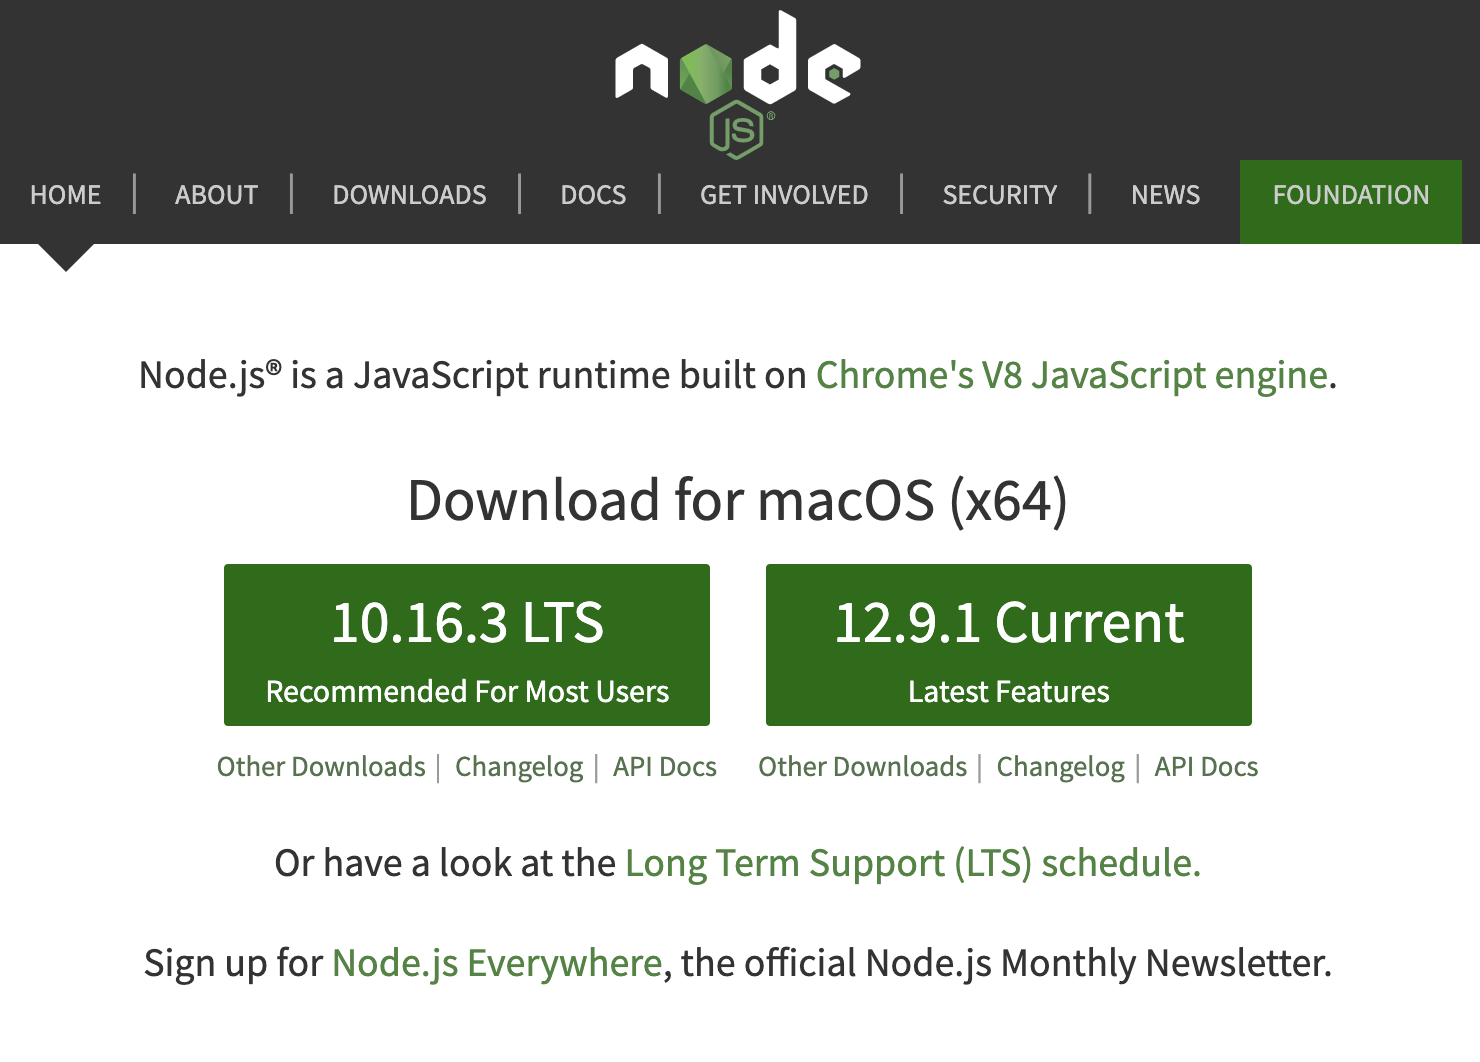 node
JS®
HOME | ABOUT | DOWNLOADS | DOCS | GET INVOLVED | SECURITY | NEWS FOUNDATION
Node.js® is a JavaScript runtime built on Chrome's V8 JavaScript engine.
Download for macOS (x64)
10.16.3 LTS 12.9.1 Current
Recommended For Most Users Latest Features
Other Downloads | Changelog | API Docs Other Downloads | Changelog | API Docs
Or have a look at the Long Term Support (LTS) schedule.
Sign up for Node.js Everywhere, the official Node.js Monthly Newsletter.